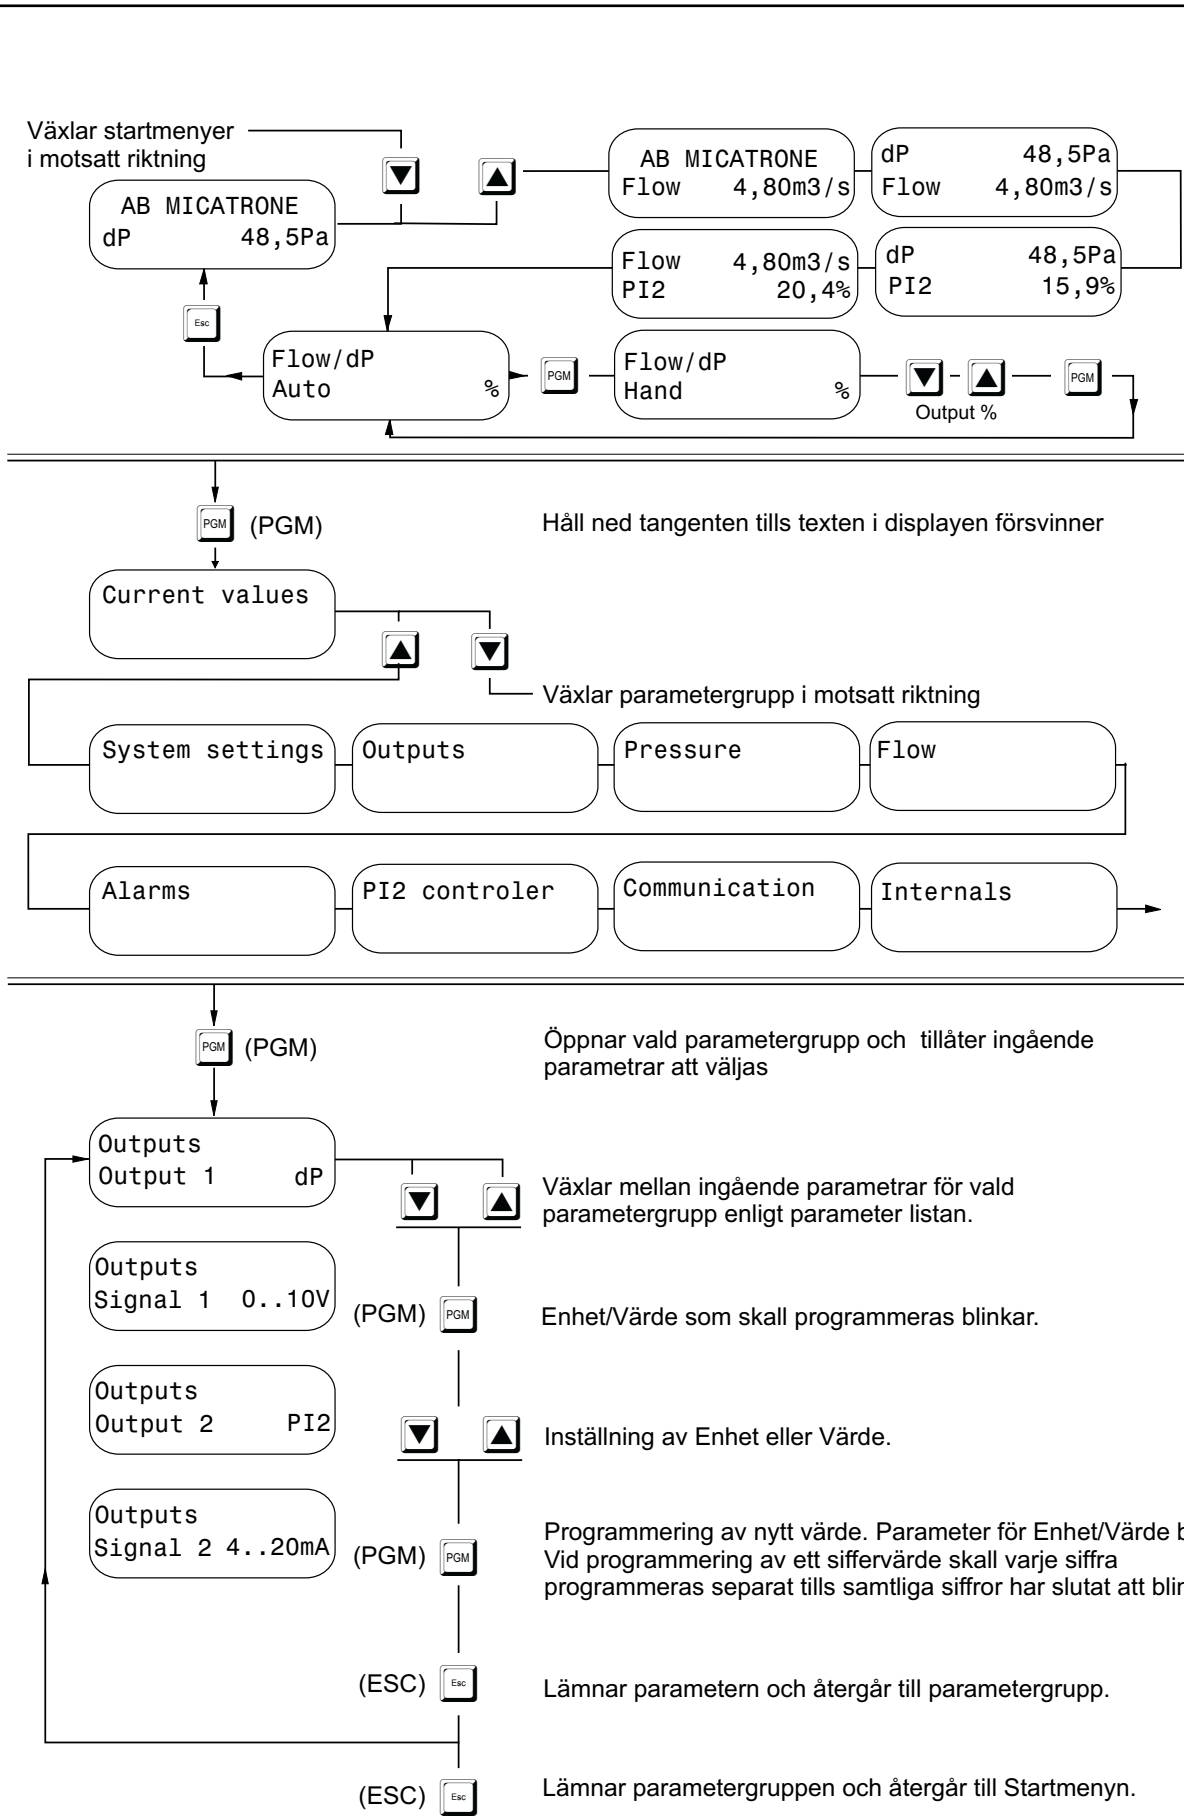 Växlar startmenyer
i motsatt riktning
AB MICATRONE
dP 48,5Pa
AB MICATRONE
Flow 4,80m3/s
dP 48,5Pa
Flow 4,80m3/s
Flow 4,80m3/s
PI2 20,4%
dP 48,5Pa
PI2 15,9%
Esc
Flow/dP
Auto %
PGM
Flow/dP
Hand %
Output %
PGM
PGM (PGM)
Håll ned tangenten tills texten i displayen försvinner
Current values
Växlar parametergrupp i motsatt riktning
System settings
Outputs
Pressure
Flow
Alarms
PI2 controler
Communication
Internals
PGM (PGM)
Öppnar vald parametergrupp och tillåter ingående
parametrar att väljas
Outputs
Output 1 dP
Växlar mellan ingående parametrar för vald
parametergrupp enligt parameter listan.
Outputs
Signal 1 0..10V
(PGM) PGM
Enhet/Värde som skall programmeras blinkar.
Outputs
Output 2 PI2
Inställning av Enhet eller Värde.
Outputs
Signal 2 4..20mA
(PGM) PGM
Programmering av nytt värde. Parameter för Enhet/Värde
Vid programmering av ett siffervärde skall varje siffra
programmeras separat tills samtliga siffror har slutat att
(ESC) Esc
Lämnar parametern och återgår till parametergrupp.
(ESC) Esc
Lämnar parametergruppen och återgår till Startmenyn.